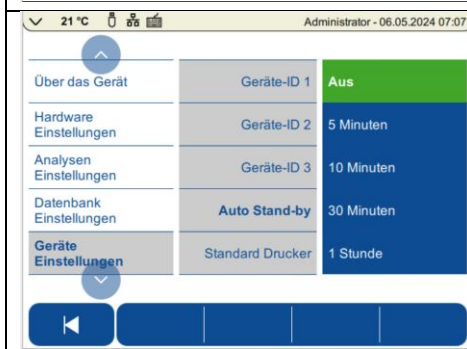 21 °C
Administrator - 06.05.2024 07:07
Über das Gerät
Hardware
Einstellungen
Analysen
Einstellungen
Datenbank
Einstellungen
Geräte
Einstellungen
Geräte-ID 1
Geräte-ID 2
Geräte-ID 3
Auto Stand-by
Standard Drucker
Aus
5 Minuten
10 Minuten
30 Minuten
1 Stunde